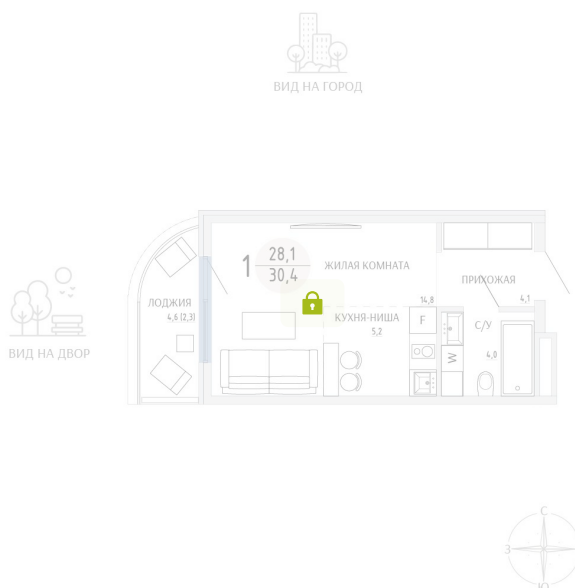 ВИД НА ГОРОД
1 28,1
30,4
ЖИЛАЯ КОМНАТА
14,8
ПРИХОЖАЯ
4,1
ЛОДЖИЯ
4,6 (2,3)
КУХНЯ-НИША
5,2
F
С/У
4,0
W
ВИД НА ДВОР
С
З
Ю